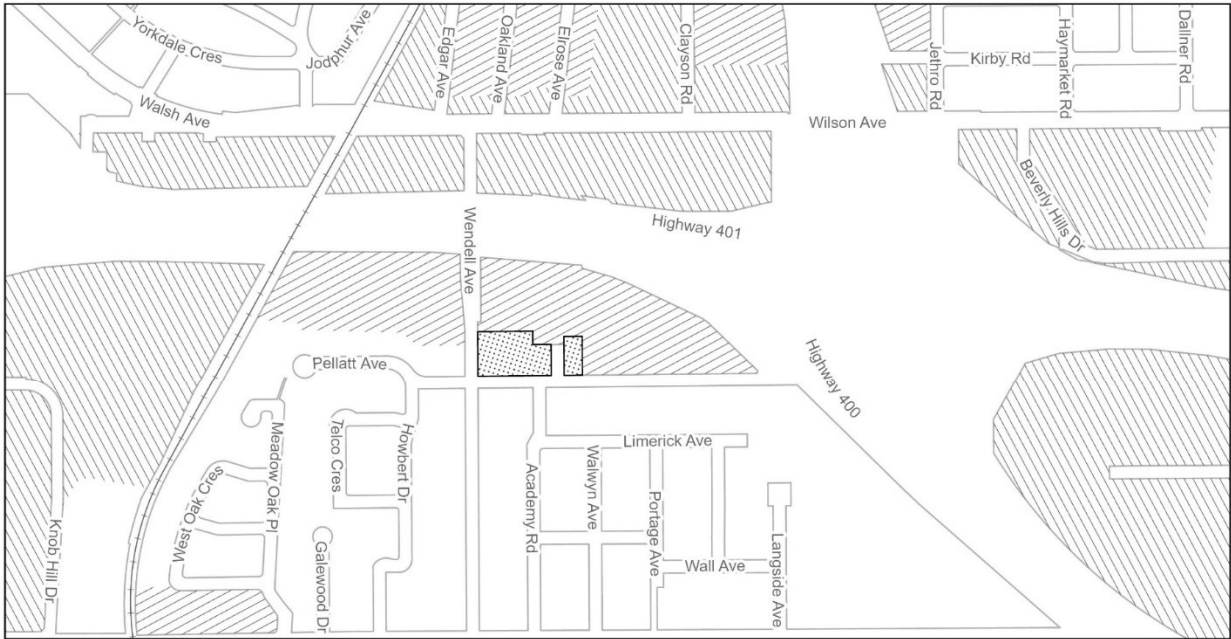 Yorkdale Cres
Jodphur Ave
Edgar Ave
Oakland Ave
Elrose Ave
Clayson Rd
Jethro Rd
Kirby Rd
Haymarket Rd
Dallner Rd
Walsh Ave
Wilson Ave
Beverly Hills Dr
Wendell Ave
Highway 401
Pellatt Ave
Highway 400
Meadow Oak Pl
Telco Cres
Howbert Dr
Limerick Ave
West Oak Cres
Academy Rd
Walwyn Ave
Portage Ave
Knob Hill Dr
Galewood Dr
Wall Ave
Langside Ave